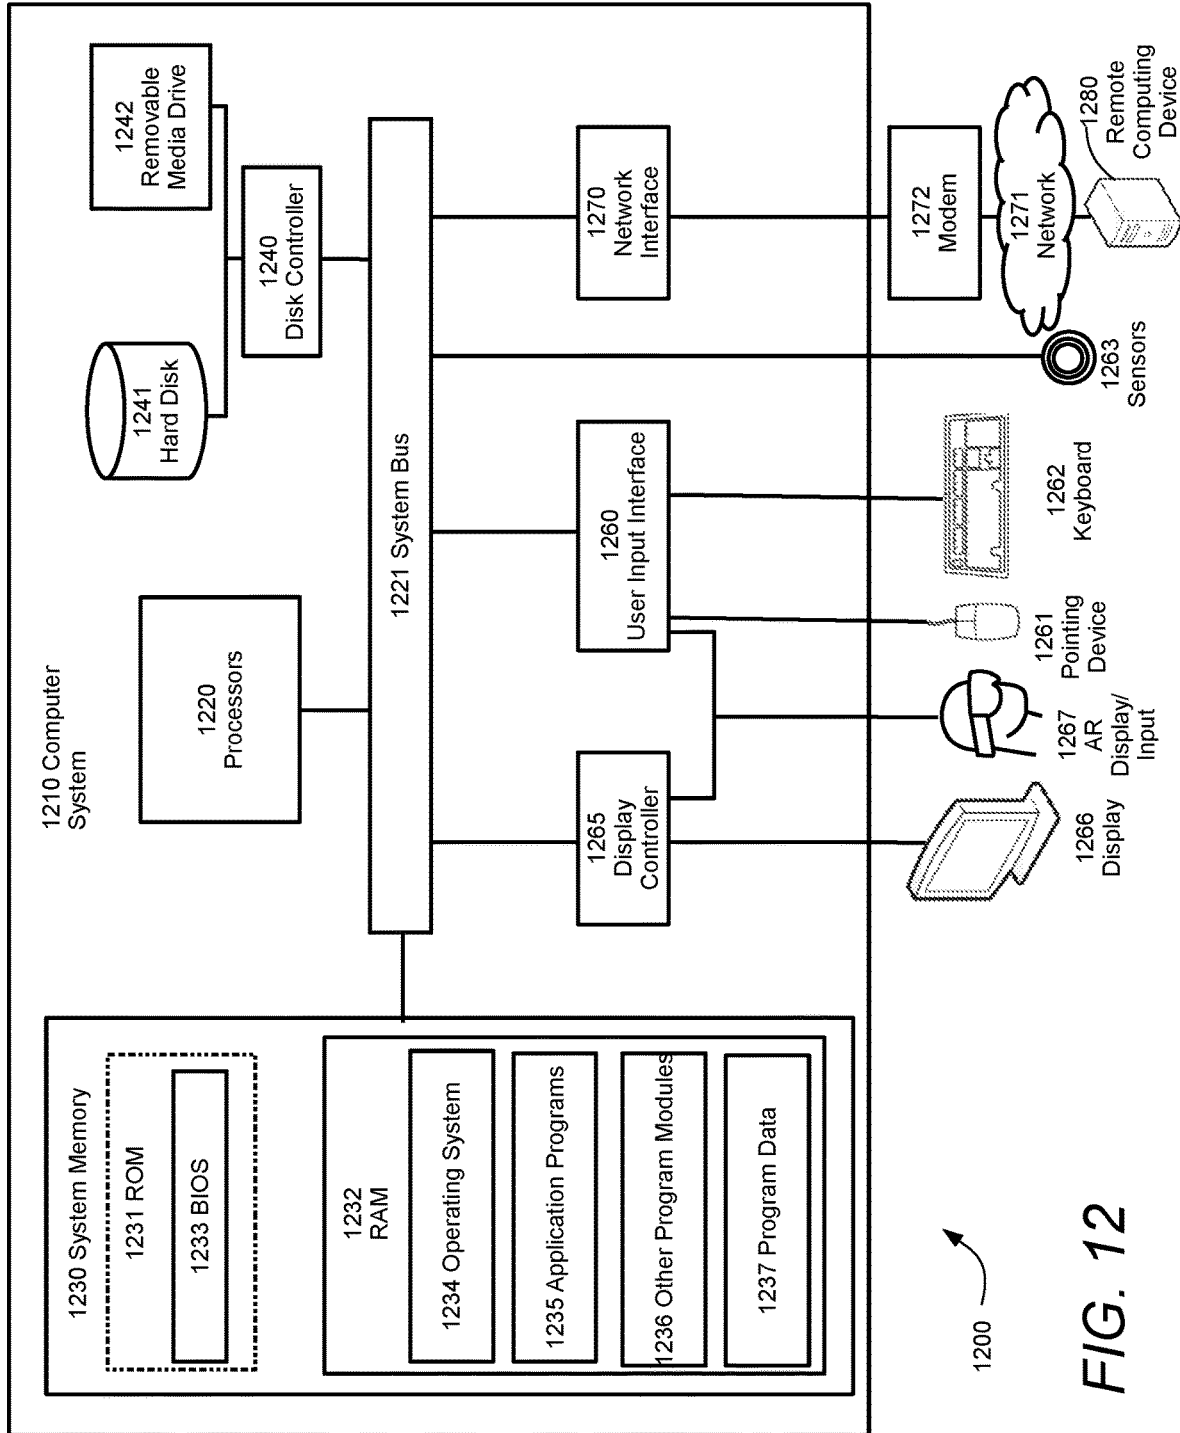 1210 Computer
System
1230 System Memory
1231 ROM
1233 BIOS
1232
RAM
1234 Operating System
1235 Application Programs
1236 Other Program Modules
1237 Program Data
1220
Processors
1241
Hard Disk
1242
Removable
Media Drive
1240
Disk Controller
1221 System Bus
1265
Display
Controller
1260
User Input Interface
1270
Network
Interface
1272
Modem
1271
Network
1280
Remote
Computing
Device
1266
Display
1267
AR
Display/
Input
1261
Pointing
Device
1262
Keyboard
1263
Sensors
1200
FIG. 12